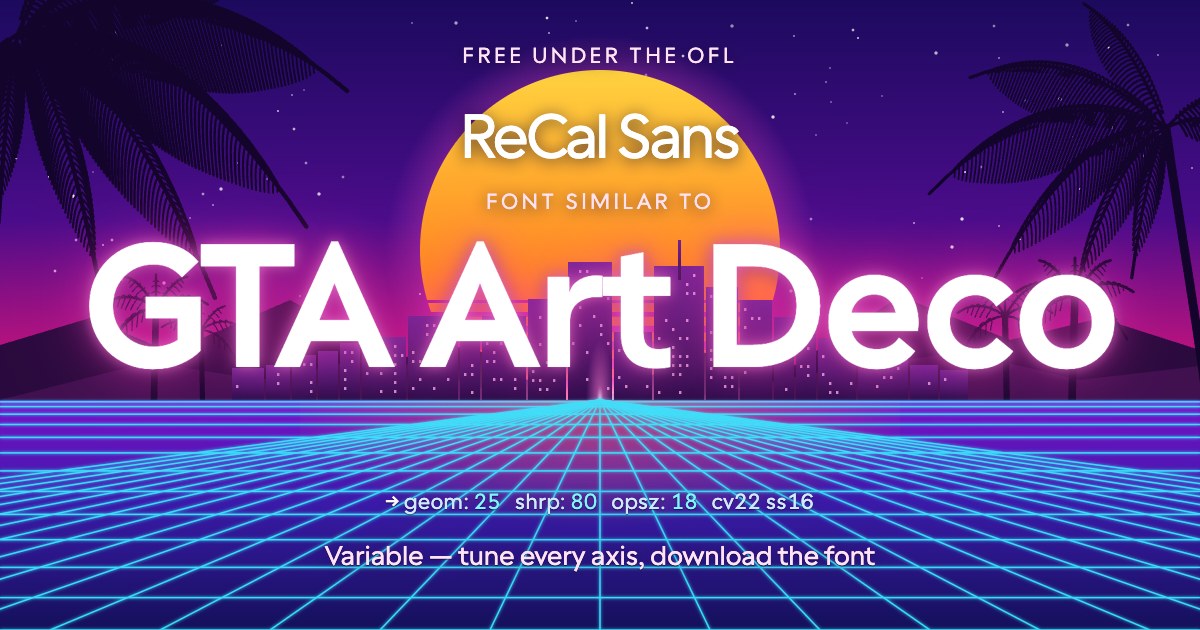 FREE UNDER THE OFL
ReCal Sans
FONT SIMILAR TO
GTA Art Deco
→ geom: 25 shrp: 80 opsz: 18 cv22 ss16
Variable — tune every axis, download the font